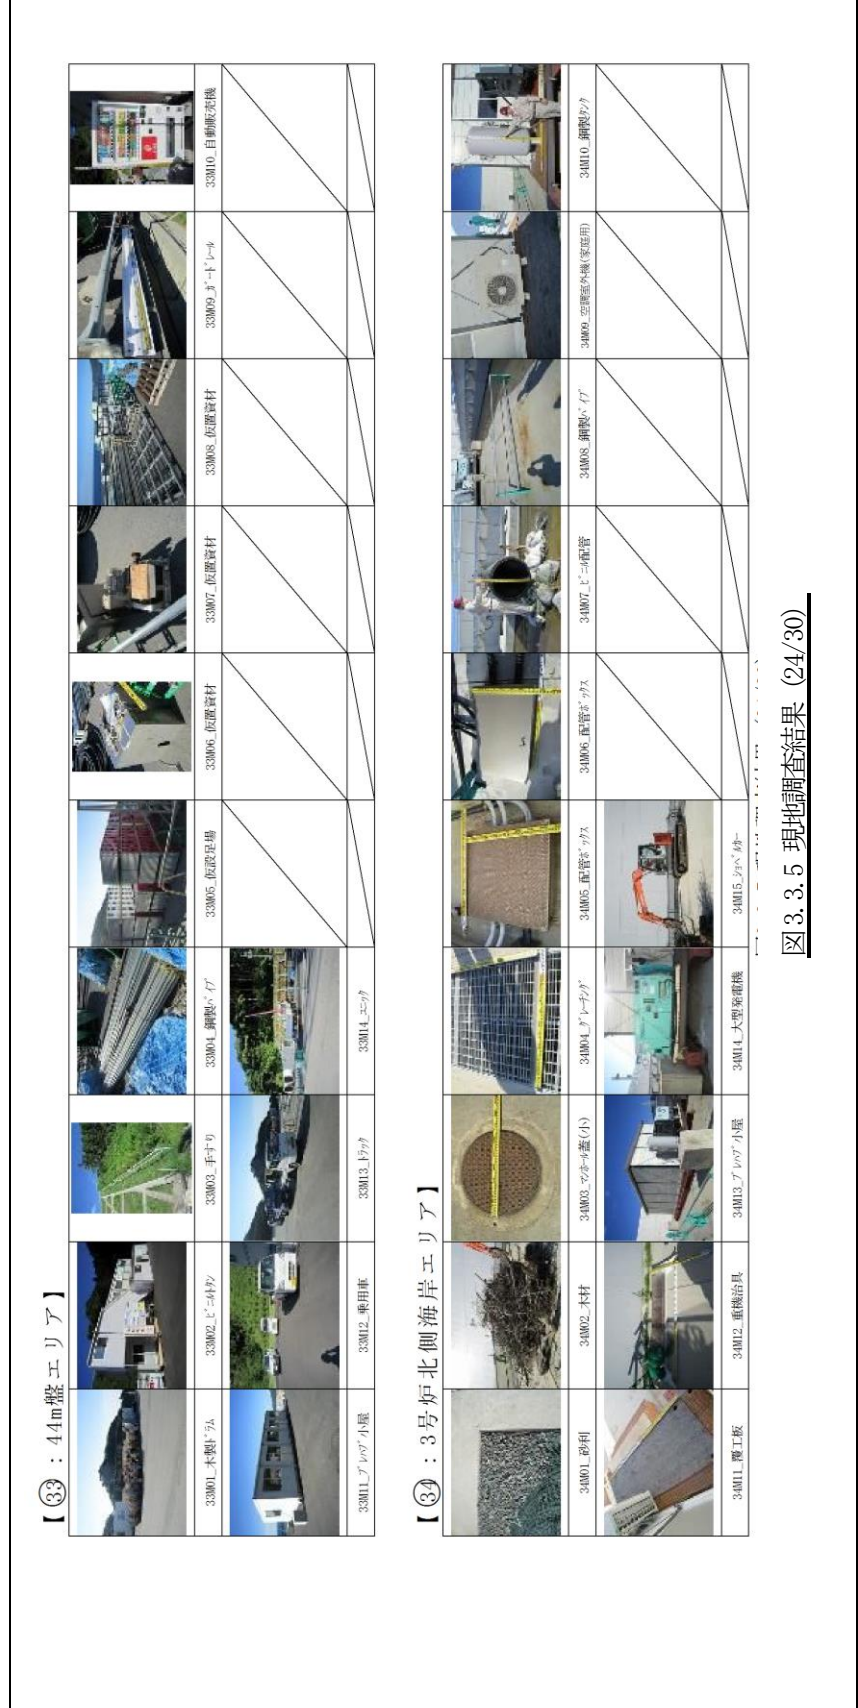 【㉝：44m盤エリア】
33M01_木製ﾄﾞﾗﾑ
33M02_ﾋﾞﾆﾙﾄﾀﾝ
33M03_手すり
33M04_鋼製ﾊﾟｲﾌﾟ
33M05_仮設足場
33M06_仮置資材
33M07_仮置資材
33M08_仮置資材
33M09_ｶﾞｰﾄﾞﾚｰﾙ
33M10_自動販売機
33M11_ﾌﾟﾚﾊﾌﾞ小屋
33M12_乗用車
33M13_ﾄﾗｯｸ
33M14_ﾕﾆｯｸ
【㉞：3号炉北側海岸エリア】
34M01_砂利
34M02_木材
34M03_ﾏﾝﾎｰﾙ蓋(小)
34M04_ｸﾞﾚｰﾁﾝｸﾞ
34M05_配管ﾎﾞｯｸｽ
34M06_配管ﾎﾞｯｸｽ
34M07_ﾋﾞﾆﾙ配管
34M08_鋼製ﾊﾟｲﾌﾟ
34M09_空調室外機(家庭用)
34M10_鋼製ﾀﾝｸ
34M11_覆工板
34M12_重機治具
34M13_ﾌﾟﾚﾊﾌﾞ小屋
34M14_大型発電機
34M15_ｼｮﾍﾞﾙｶｰ
図3.3.5 現地調査結果 (24/30)